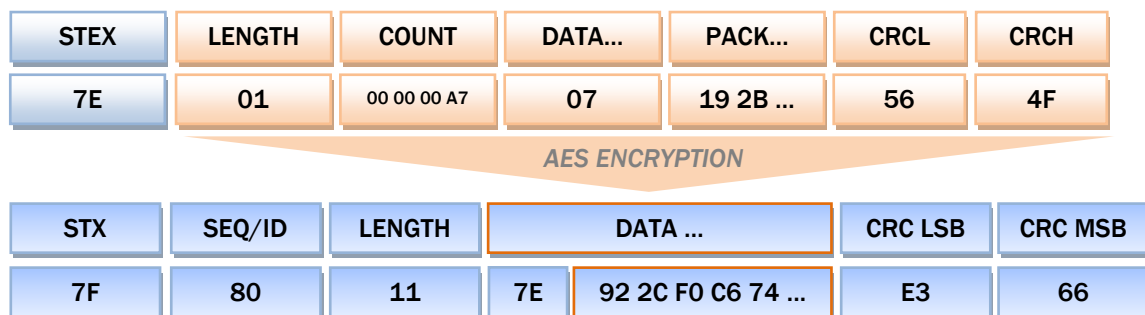 STEX LENGTH COUNT DATA... PACK... CRCL CRCH
7E 01 00 00 00 A7 07 19 2B ... 56 4F
AES ENCRYPTION
STX SEQ/ID LENGTH DATA ... CRC LSB CRC MSB
7F 80 11 7E 92 2C F0 C6 74 ... E3 66